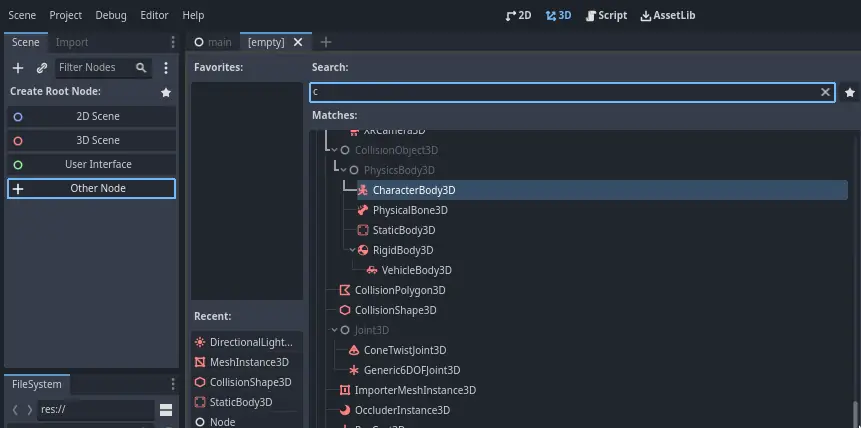 Scene Project Debug Editor Help 2D 3D Script AssetLib
Scene Import main [empty]
Filter Nodes
Create Root Node:
2D Scene
3D Scene
User Interface
Other Node
FileSystem
res://
Favorites:
Recent:
DirectionalLight...
MeshInstance3D
CollisionShape3D
StaticBody3D
Node
Search:
c
Matches:
XRCamera3D
CollisionObject3D
PhysicsBody3D
CharacterBody3D
PhysicalBone3D
StaticBody3D
RigidBody3D
VehicleBody3D
CollisionPolygon3D
CollisionShape3D
Joint3D
ConeTwistJoint3D
Generic6DOFJoint3D
ImporterMeshInstance3D
OccluderInstance3D
RayCast3D